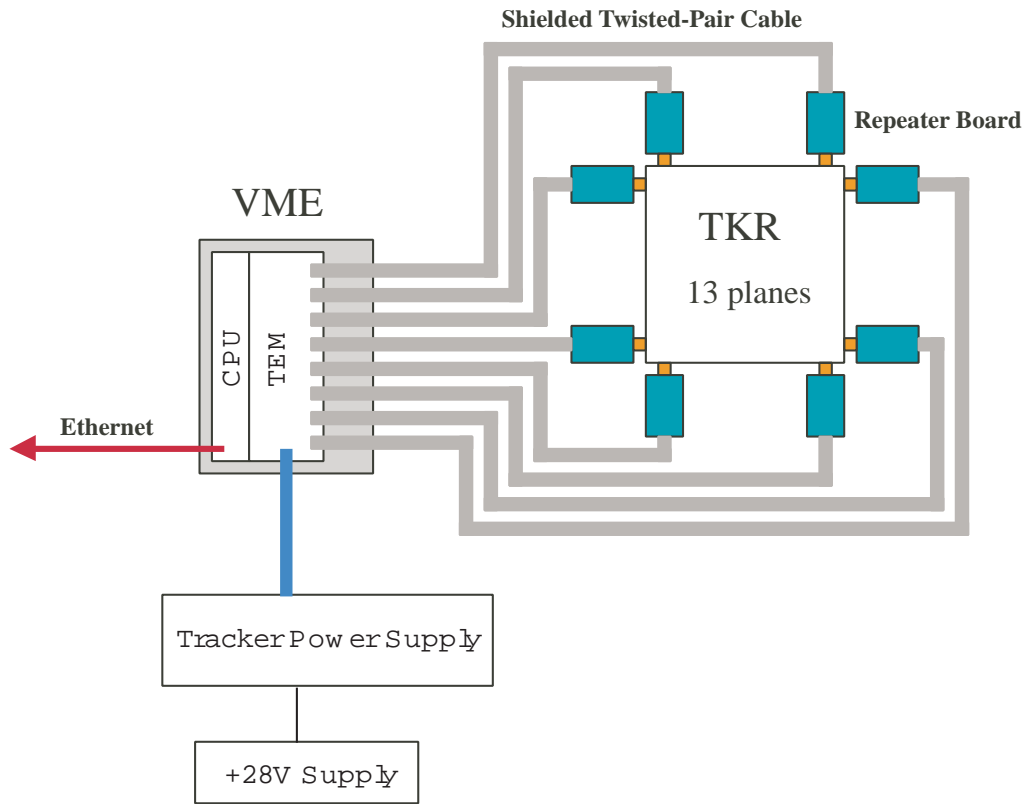 Shielded Twisted-Pair Cable
Repeater Board
VME
TKR
13 planes
CPU
TEM
Ethernet
Tracker Power Supply
+28V Supply